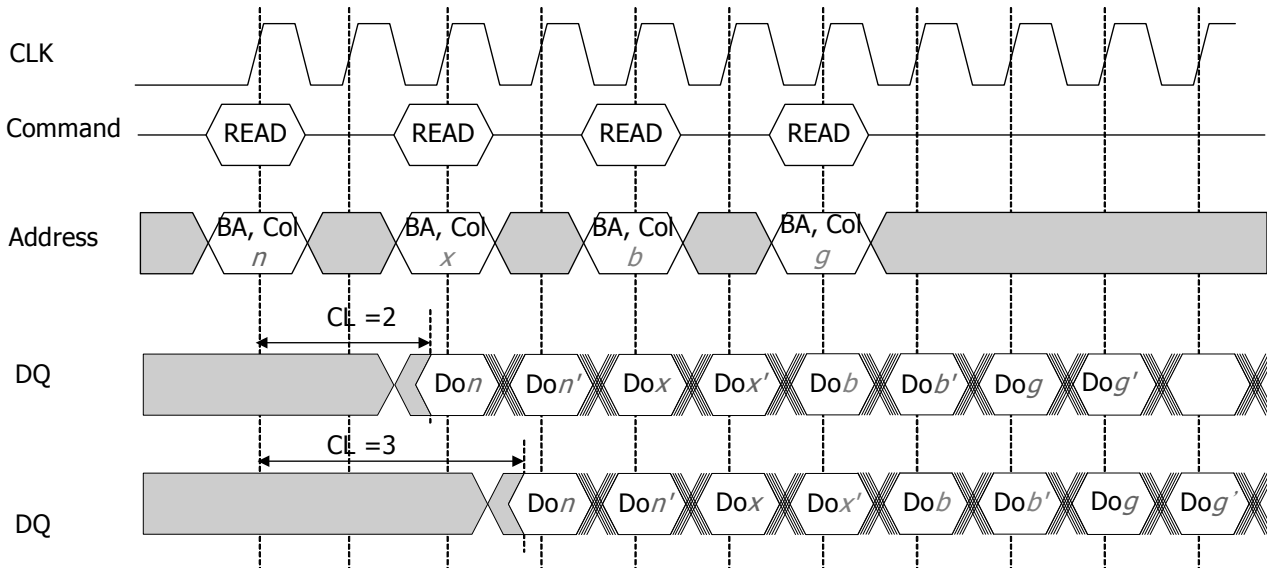 CLK
Command
READ
READ
READ
READ
Address
BA, Col
n
BA, Col
x
BA, Col
b
BA, Col
g
CL =2
DQ
Don
Don'
Dox
Dox'
Dob
Dob'
Dog
Dog'
CL =3
DQ
Don
Don'
Dox
Dox'
Dob
Dob'
Dog
Dog'